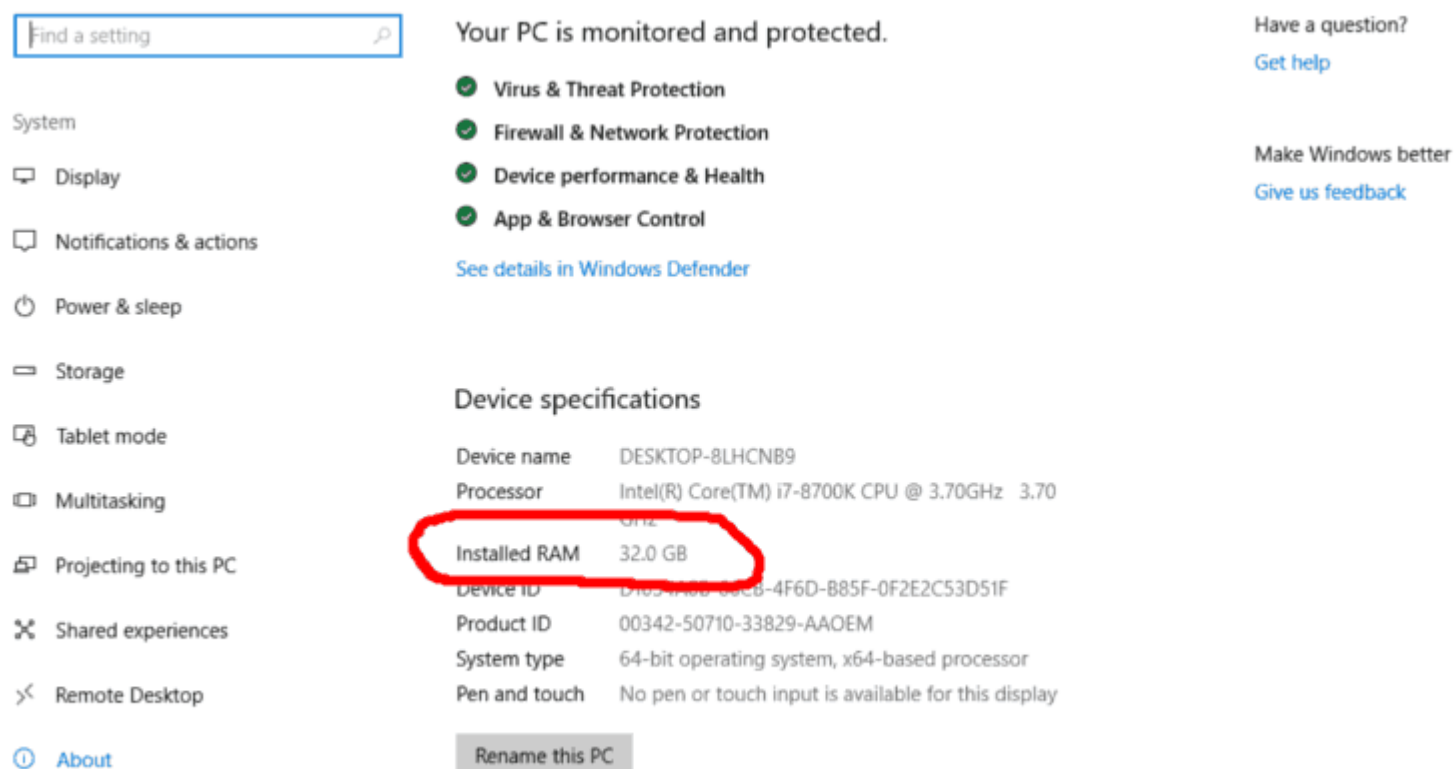 Find a setting
System
Display
Notifications & actions
Power & sleep
Storage
Tablet mode
Multitasking
Projecting to this PC
Shared experiences
Remote Desktop
About
Your PC is monitored and protected.
Virus & Threat Protection
Firewall & Network Protection
Device performance & Health
App & Browser Control
See details in Windows Defender
Device specifications
Device name DESKTOP-8LHCNB9
Processor Intel(R) Core(TM) i7-8700K CPU @ 3.70GHz 3.70
GHz
Installed RAM 32.0 GB
Device ID
Product ID 00342-50710-33829-AAOEM
System type 64-bit operating system, x64-based processor
Pen and touch No pen or touch input is available for this display
Rename this PC
Have a question?
Get help
Make Windows better
Give us feedback